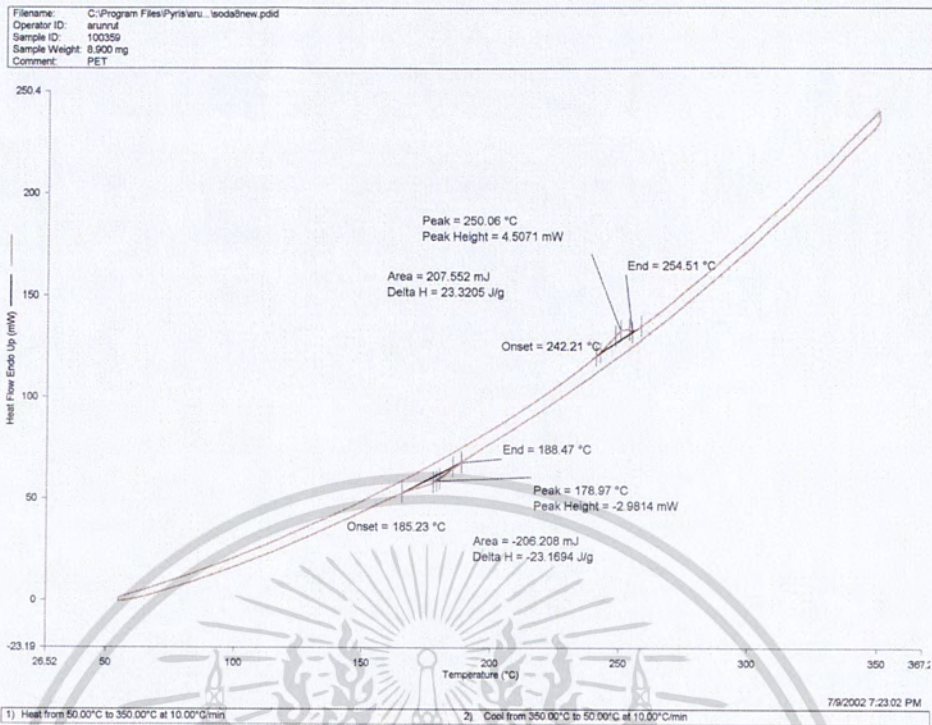 Filename: C:\Program Files\Pyris\aru...\soda8new.pdid
Operator ID: arunrut
Sample ID: 100359
Sample Weight: 8.900 mg
Comment: PET
250.4
200
150
100
50
0
-23.19
Heat Flow Endo Up (mW)
Peak = 250.06 °C
Peak Height = 4.5071 mW
End = 254.51 °C
Area = 207.552 mJ
Delta H = 23.3205 J/g
Onset = 242.21 °C
End = 188.47 °C
Peak = 178.97 °C
Peak Height = -2.9814 mW
Onset = 185.23 °C
Area = -206.208 mJ
Delta H = -23.1694 J/g
26.52 50 100 150 200 250 300 350 367.2
Temperature (°C)
7/9/2002 7:23:02 PM
1) Heat from 50.00°C to 350.00°C at 10.00°C/min
2) Cool from 350.00°C to 50.00°C at 10.00°C/min